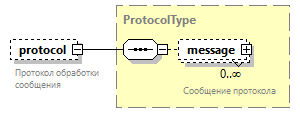 ProtocolType
protocol
message
0..∞
Протокол обработки
сообщения
Сообщение протокола